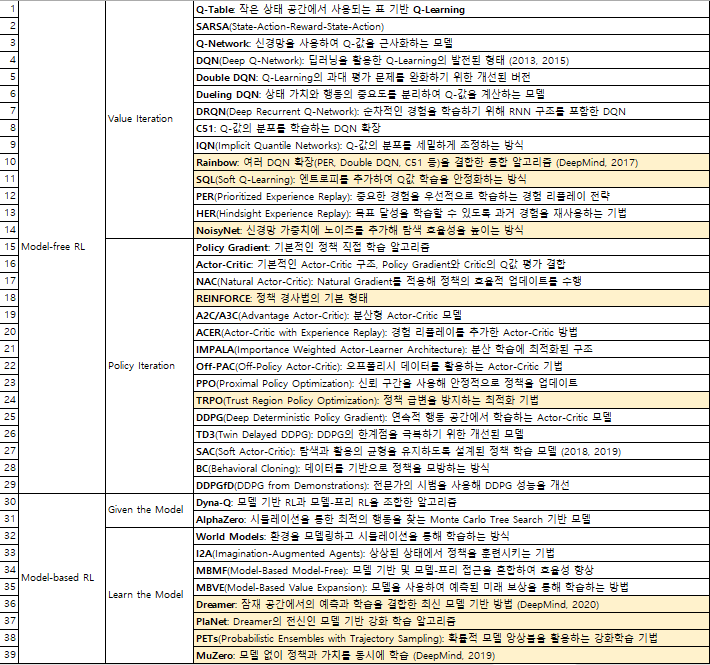 1 Q-Table: 작은 상태 공간에서 사용되는 표 기반 Q-Learning
2 SARSA(State-Action-Reward-State-Action)
3 Q-Network: 신경망을 사용하여 Q-값을 근사화하는 모델
4 DQN(Deep Q-Network): 딥러닝을 활용한 Q-Learning의 발전된 형태 (2013, 2015)
5 Double DQN: Q-Learning의 과대 평가 문제를 완화하기 위한 개선된 버전
6 Dueling DQN: 상태 가치와 행동의 중요도를 분리하여 Q-값을 계산하는 모델
Value Iteration
7 DRQN(Deep Recurrent Q-Network): 순차적인 경험을 학습하기 위해 RNN 구조를 포함한 DQN
8 C51: Q-값의 분포를 학습하는 DQN 확장
9 IQN(Implicit Quantile Networks): Q-값의 분포를 세밀하게 조정하는 방식
10 Rainbow: 여러 DQN 확장(PER, Double DQN, C51 등)을 결합한 통합 알고리즘 (DeepMind, 2017)
11 SQL(Soft Q-Learning): 엔트로피를 추가하여 Q값 학습을 안정화하는 방식
12 PER(Prioritized Experience Replay): 중요한 경험을 우선적으로 학습하는 경험 리플레이 전략
13 HER(Hindsight Experience Replay): 목표 달성을 학습할 수 있도록 과거 경험을 재사용하는 기법
14 NoisyNet: 신경망 가중치에 노이즈를 추가해 탐색 효율성을 높이는 방식
Model-free RL
15 Policy Gradient: 기본적인 정책 직접 학습 알고리즘
16 Actor-Critic: 기본적인 Actor-Critic 구조, Policy Gradient와 Critic의 Q값 평가 결합
17 NAC(Natural Actor-Critic): Natural Gradient를 적용해 정책의 효율적 업데이트를 수행
18 REINFORCE: 정책 경사법의 기본 형태
19 A2C/A3C(Advantage Actor-Critic): 분산형 Actor-Critic 모델
20 ACER(Actor-Critic with Experience Replay): 경험 리플레이를 추가한 Actor-Critic 방법
21 IMPALA(Importance Weighted Actor-Learner Architecture): 분산 학습에 최적화된 구조
Policy Iteration
22 Off-PAC(Off-Policy Actor-Critic): 오프폴리시 데이터를 활용하는 Actor-Critic 기법
23 PPO(Proximal Policy Optimization): 신뢰 구간을 사용해 안정적으로 정책을 업데이트
24 TRPO(Trust Region Policy Optimization): 정책 급변을 방지하는 최적화 기법
25 DDPG(Deep Deterministic Policy Gradient): 연속적 행동 공간에서 학습하는 Actor-Critic 모델
26 TD3(Twin Delayed DDPG): DDPG의 한계점을 극복하기 위한 개선된 모델
27 SAC(Soft Actor-Critic): 탐색과 활용의 균형을 유지하도록 설계된 정책 학습 모델 (2018, 2019)
28 BC(Behavioral Cloning): 데이터를 기반으로 정책을 모방하는 방식
29 DDPGfD(DDPG from Demonstrations): 전문가의 시범을 사용해 DDPG 성능을 개선
30 Dyna-Q: 모델 기반 RL과 모델-프리 RL을 조합한 알고리즘
Given the Model
31 AlphaZero: 시뮬레이션을 통한 최적의 행동을 찾는 Monte Carlo Tree Search 기반 모델
32 World Models: 환경을 모델링하고 시뮬레이션을 통해 학습하는 방식
33 I2A(Imagination-Augmented Agents): 상상된 상태에서 정책을 훈련시키는 기법
34 MBMF(Model-Based Model-Free): 모델 기반 및 모델-프리 접근을 혼합하여 효율성 향상
Model-based RL
35 MBVE(Model-Based Value Expansion): 모델을 사용하여 예측된 미래 보상을 통해 학습하는 방법
Learn the Model
36 Dreamer: 잠재 공간에서의 예측과 학습을 결합한 최신 모델 기반 방법 (DeepMind, 2020)
37 PlaNet: Dreamer의 전신인 모델 기반 강화 학습 알고리즘
38 PETs(Probabilistic Ensembles with Trajectory Sampling): 확률적 모델 앙상블을 활용하는 강화학습 기법
39 MuZero: 모델 없이 정책과 가치를 동시에 학습 (DeepMind, 2019)